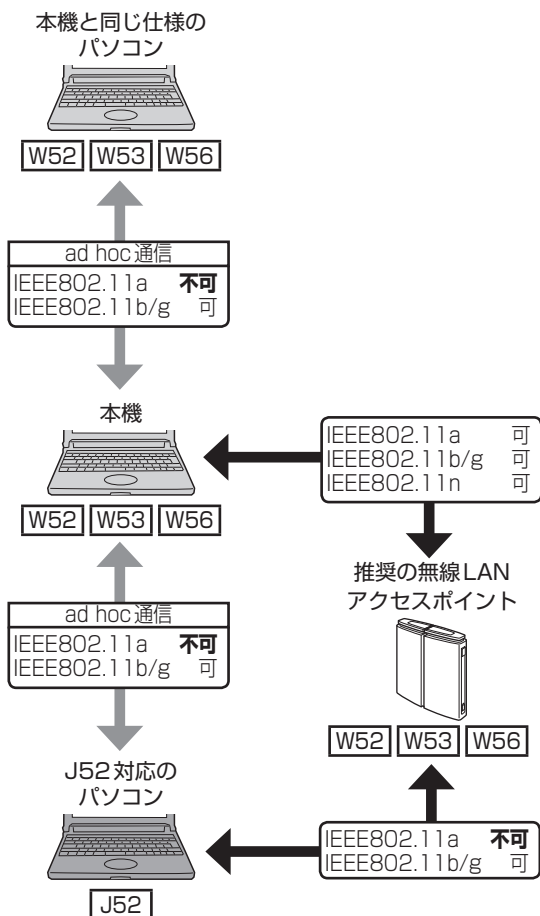 本機と同じ仕様の
パソコン
W52 W53 W56
ad hoc通信
IEEE802.11a 不可
IEEE802.11b/g 可
本機
W52 W53 W56
IEEE802.11a 可
IEEE802.11b/g 可
IEEE802.11n 可
推奨の無線LAN
アクセスポイント
W52 W53 W56
ad hoc通信
IEEE802.11a 不可
IEEE802.11b/g 可
J52対応の
パソコン
J52
IEEE802.11a 不可
IEEE802.11b/g 可